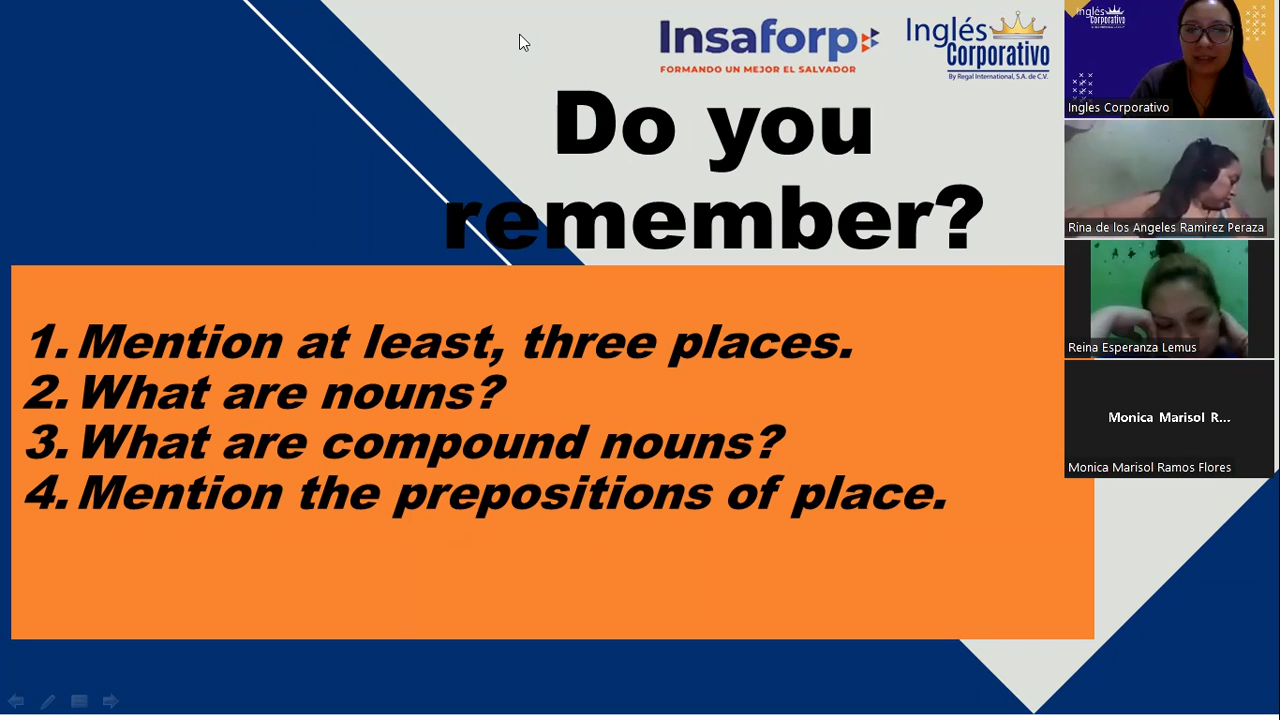 Insaforp
FORMANDO UN MEJOR EL SALVADOR
Inglés
Corporativo
By Regal International, S.A. de C.V.
Do you
remember?
1. Mention at least, three places.
2. What are nouns?
3. What are compound nouns?
4. Mention the prepositions of place.
Inglés
Corporativo
Ingles Corporativo
Rina de los Angeles Ramirez Peraza
Reina Esperanza Lemus
Monica Marisol R...
Monica Marisol Ramos Flores